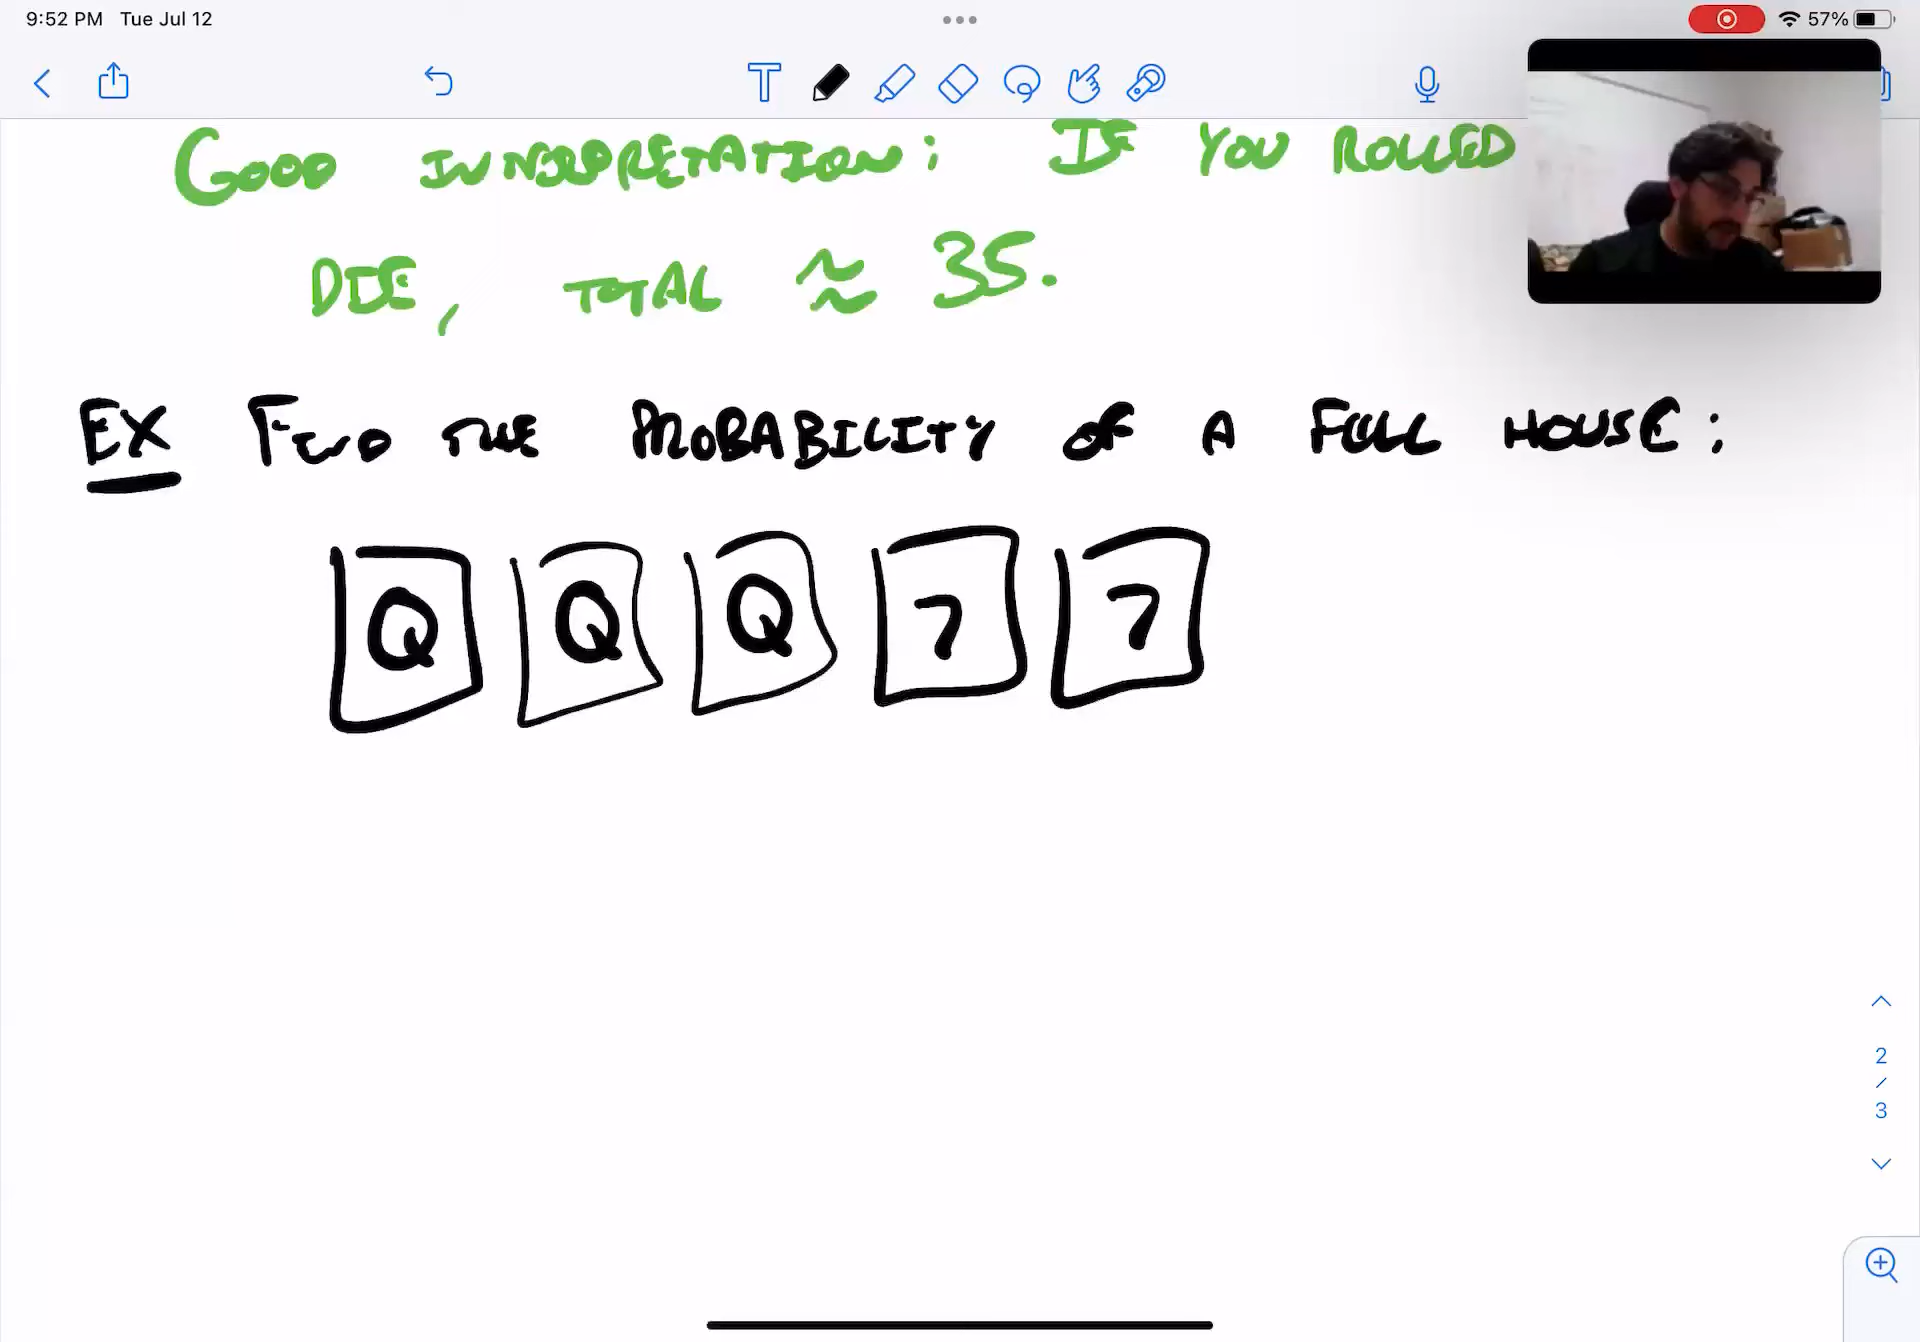 9:52 PM Tue Jul 12
57%
GOOD INTERPRETATION: IF YOU ROLLED
DIE, TOTAL ≈ 35.
EX FIND THE PROBABILITY OF A FULL HOUSE:
Q Q Q 7 7
2
/
3